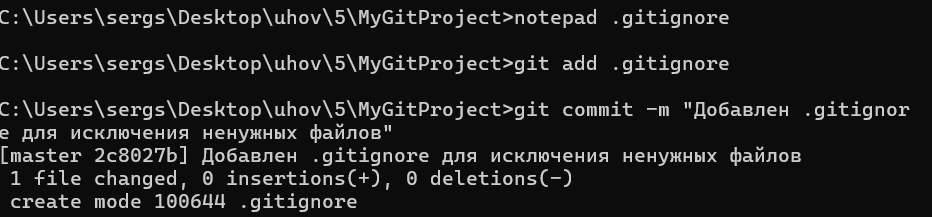 C:\Users\sergs\Desktop\uhov\5\MyGitProject>notepad .gitignore
C:\Users\sergs\Desktop\uhov\5\MyGitProject>git add .gitignore
C:\Users\sergs\Desktop\uhov\5\MyGitProject>git commit -m "Добавлен .gitignor
e для исключения ненужных файлов"
[master 2c8027b] Добавлен .gitignore для исключения ненужных файлов
 1 file changed, 0 insertions(+), 0 deletions(-)
 create mode 100644 .gitignore